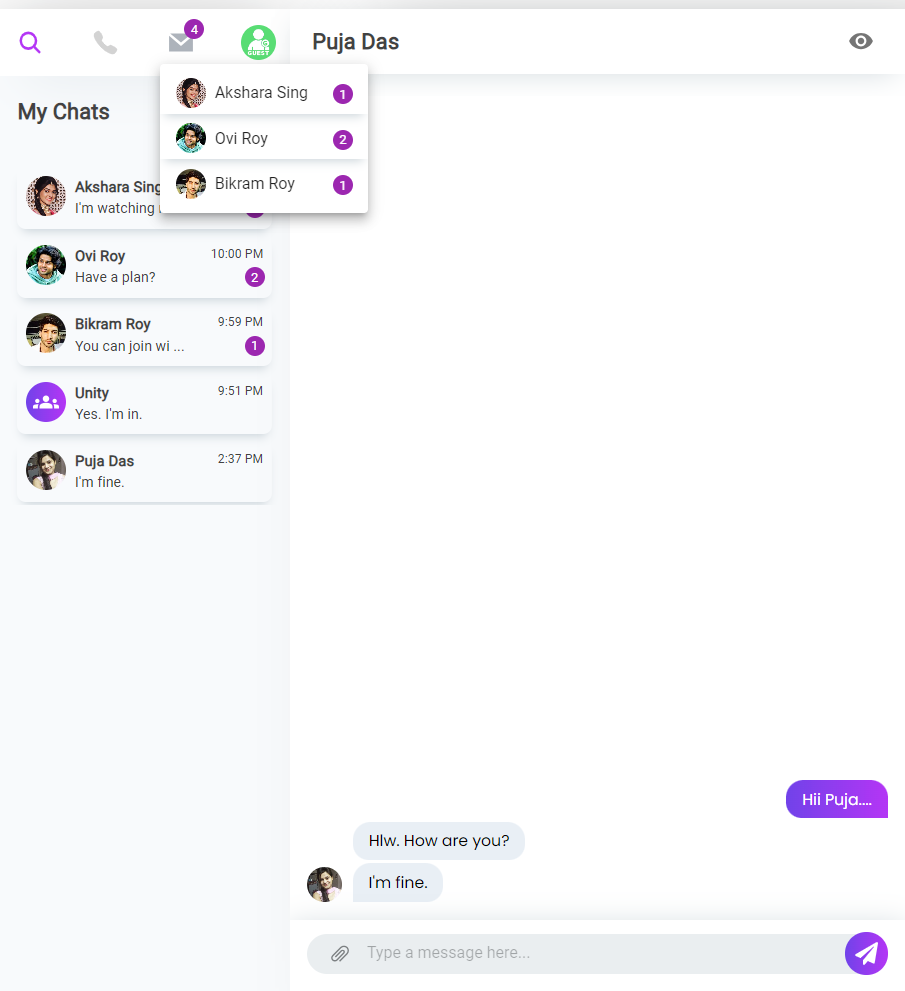 4
GUEST
Puja Das
Akshara Sing
1
Ovi Roy
2
Bikram Roy
1
My Chats
Akshara Sing
I'm watching
Ovi Roy
10:00 PM
Have a plan?
2
Bikram Roy
9:59 PM
You can join wi ...
1
Unity
9:51 PM
Yes. I'm in.
Puja Das
2:37 PM
I'm fine.
Hii Puja....
Hlw. How are you?
I'm fine.
Type a message here...